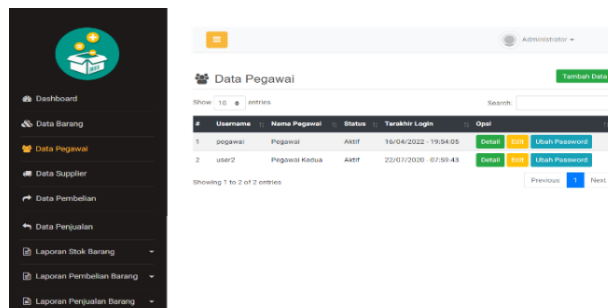 Administrator
Dashboard
Data Barang
Data Pegawai
Data Supplier
Data Pembelian
Data Penjualan
Laporan Stok Barang
Laporan Pembelian Barang
Laporan Penjualan Barang
Data Pegawai
Tambah Data
Show 10 entries
Search:
# Username Nama Pegawai Status Terakhir Login Opsi
1 pegawai Pegawai Aktif 16/04/2022 - 19:54:05 Detail Edit Ubah Password
2 user2 Pegawai Kedua Aktif 22/07/2020 - 07:59:43 Detail Edit Ubah Password
Showing 1 to 2 of 2 entries
Previous 1 Next